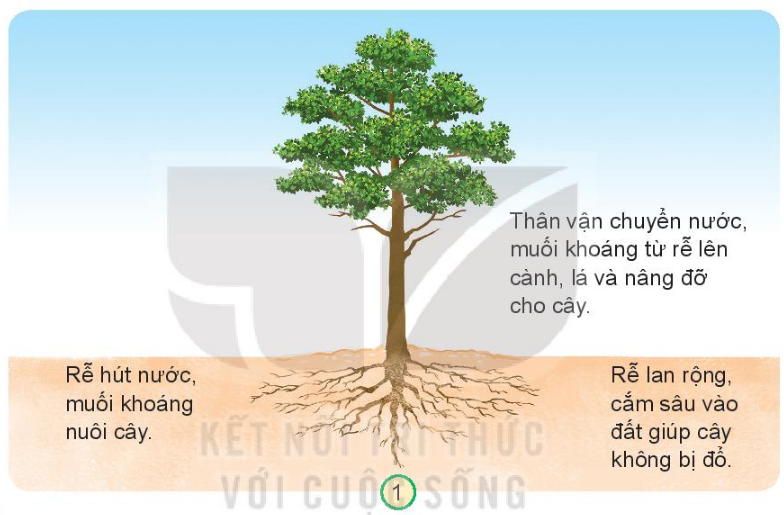 Thân vận chuyển nước,
muối khoáng từ rễ lên
cành, lá và nâng đỡ
cho cây.
Rễ hút nước,
muối khoáng
nuôi cây.
Rễ lan rộng,
cắm sâu vào
đất giúp cây
không bị đổ.
KẾT NỐI TRI THỨC
VỚI CUỘC SỐNG
1